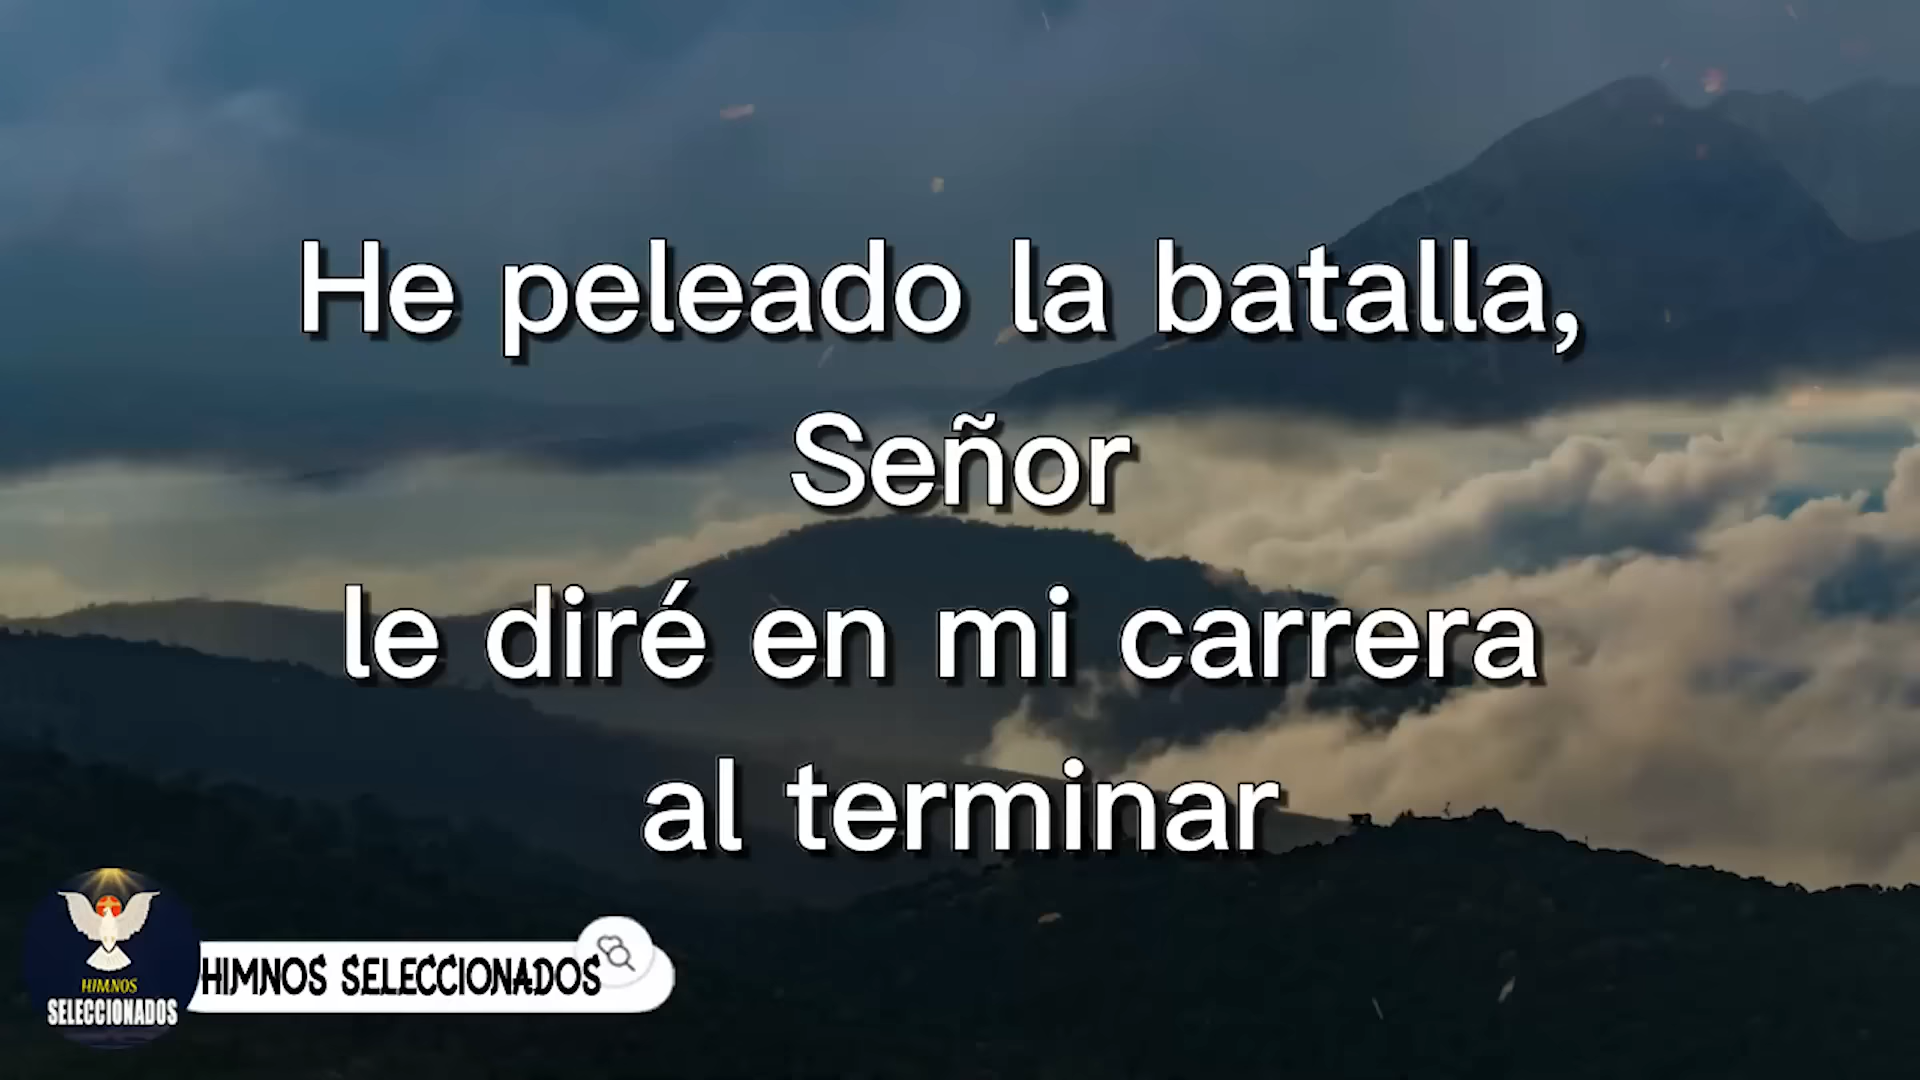 He peleado la batalla,
Señor
le diré en mi carrera
al terminar
HIMNOS
SELECCIONADOS
HIMNOS SELECCIONADOS